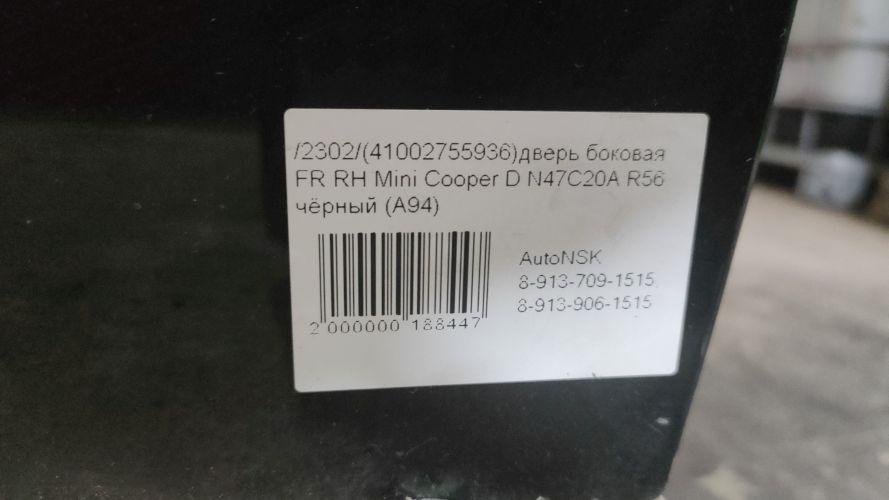 /2302/(41002755936)дверь боковая
FR RH Mini Cooper D N47C20A R56
чёрный (A94)
AutoNSK
8-913-709-1515
8-913-906-1515
2 000000 188447